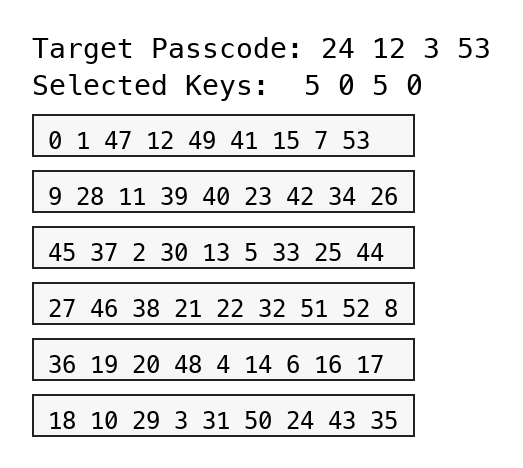 Target Passcode: 24 12 3 53
Selected Keys: 5 0 5 0
0 1 47 12 49 41 15 7 53
9 28 11 39 40 23 42 34 26
45 37 2 30 13 5 33 25 44
27 46 38 21 22 32 51 52 8
36 19 20 48 4 14 6 16 17
18 10 29 3 31 50 24 43 35